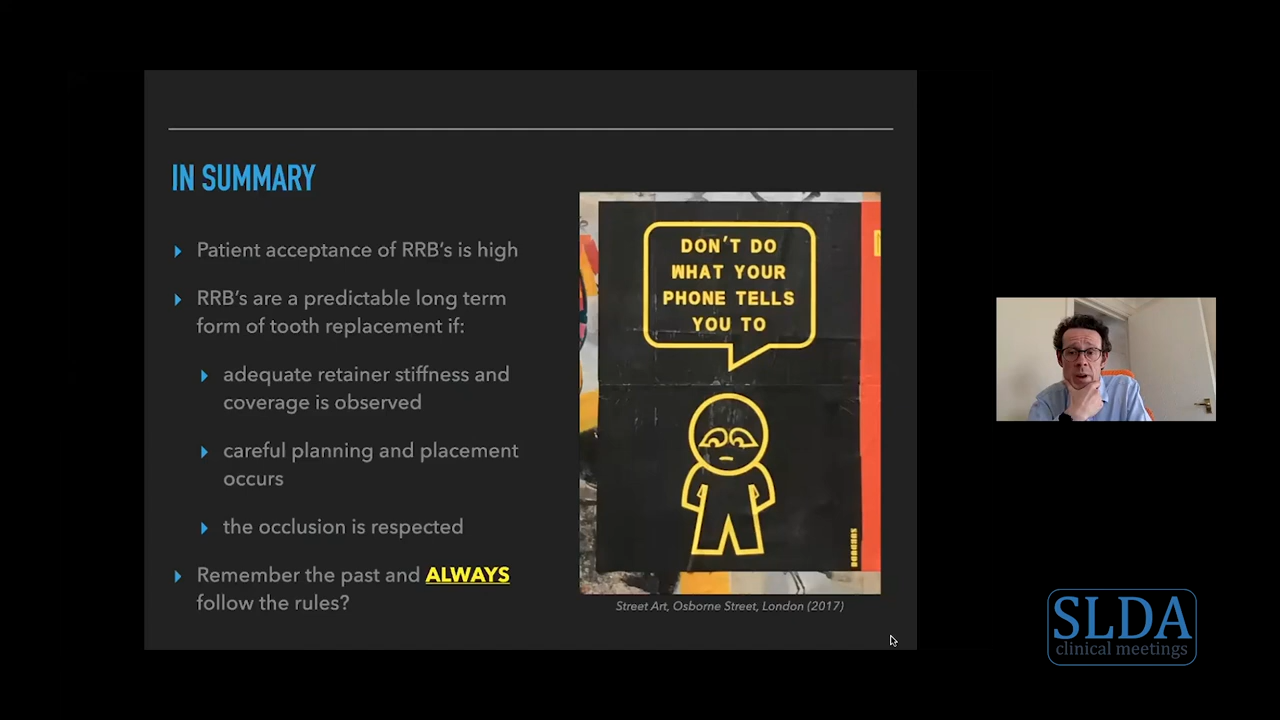 IN SUMMARY
Patient acceptance of RRB's is high
RRB's are a predictable long term
form of tooth replacement if:
adequate retainer stiffness and
coverage is observed
careful planning and placement
occurs
the occlusion is respected
Remember the past and ALWAYS
follow the rules?
DON'T DO
WHAT YOUR
PHONE TELLS
YOU TO
Street Art, Osborne Street, London (2017)
SLDA
clinical meetings